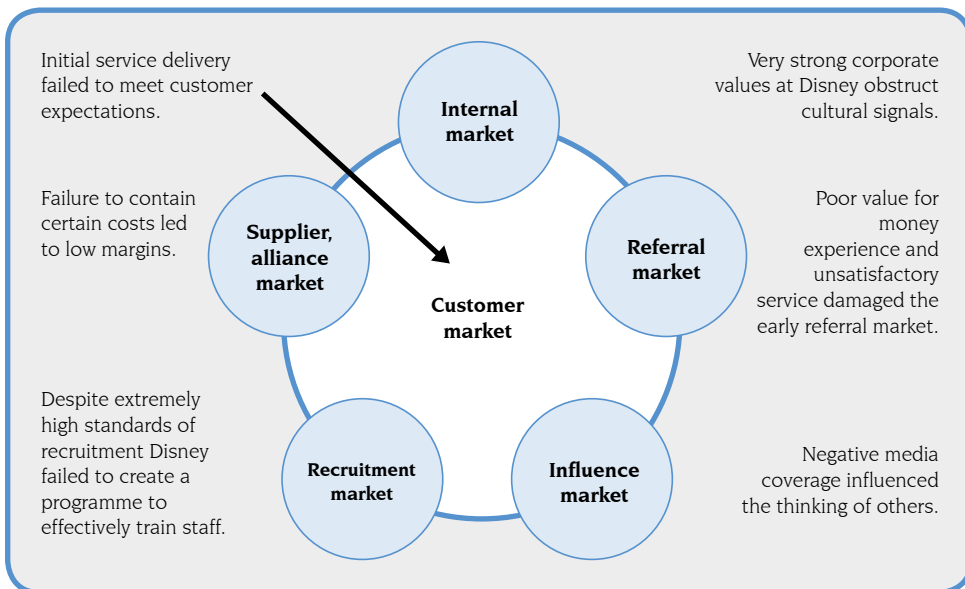 Initial service delivery
failed to meet customer
expectations.
Internal
market
Very strong corporate
values at Disney obstruct
cultural signals.
Failure to contain
certain costs led
to low margins.
Supplier,
alliance
market
Customer
market
Referral
market
Poor value for
money
experience and
unsatisfactory
service damaged the
early referral market.
Despite extremely
high standards of
recruitment Disney
failed to create a
programme to
effectively train staff.
Recruitment
market
Influence
market
Negative media
coverage influenced
the thinking of others.